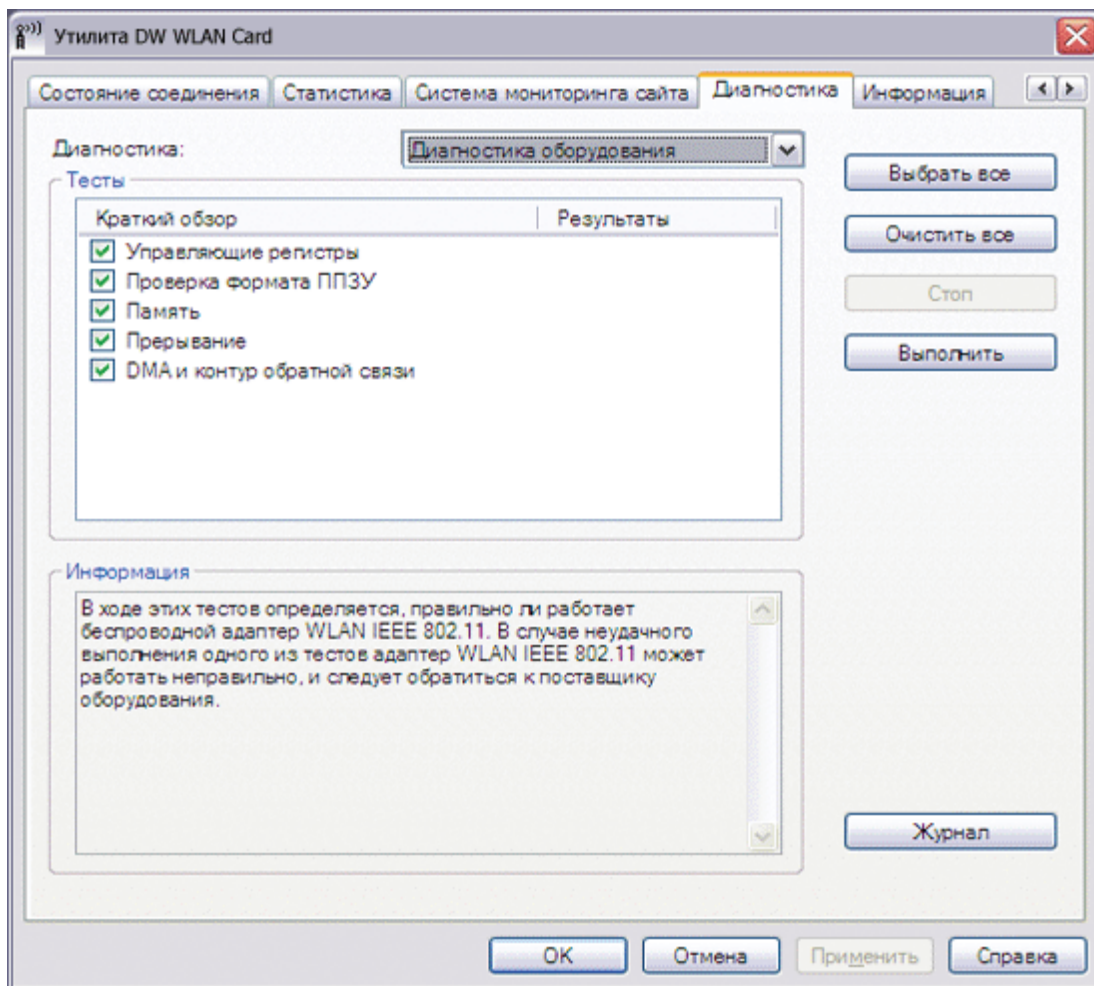 Утилита DW WLAN Card
Состояние соединения Статистика Система мониторинга сайта Диагностика Информация
Диагностика: Диагностика оборудования
Тесты
Краткий обзор Результаты
Управляющие регистры
Проверка формата ППЗУ
Память
Прерывание
DMA и контур обратной связи
Выбрать все
Очистить все
Стоп
Выполнить
Информация
В ходе этих тестов определяется, правильно ли работает
беспроводной адаптер WLAN IEEE 802.11. В случае неудачного
выполнения одного из тестов адаптер WLAN IEEE 802.11 может
работать неправильно, и следует обратиться к поставщику
оборудования.
Журнал
OK Отмена Применить Справка